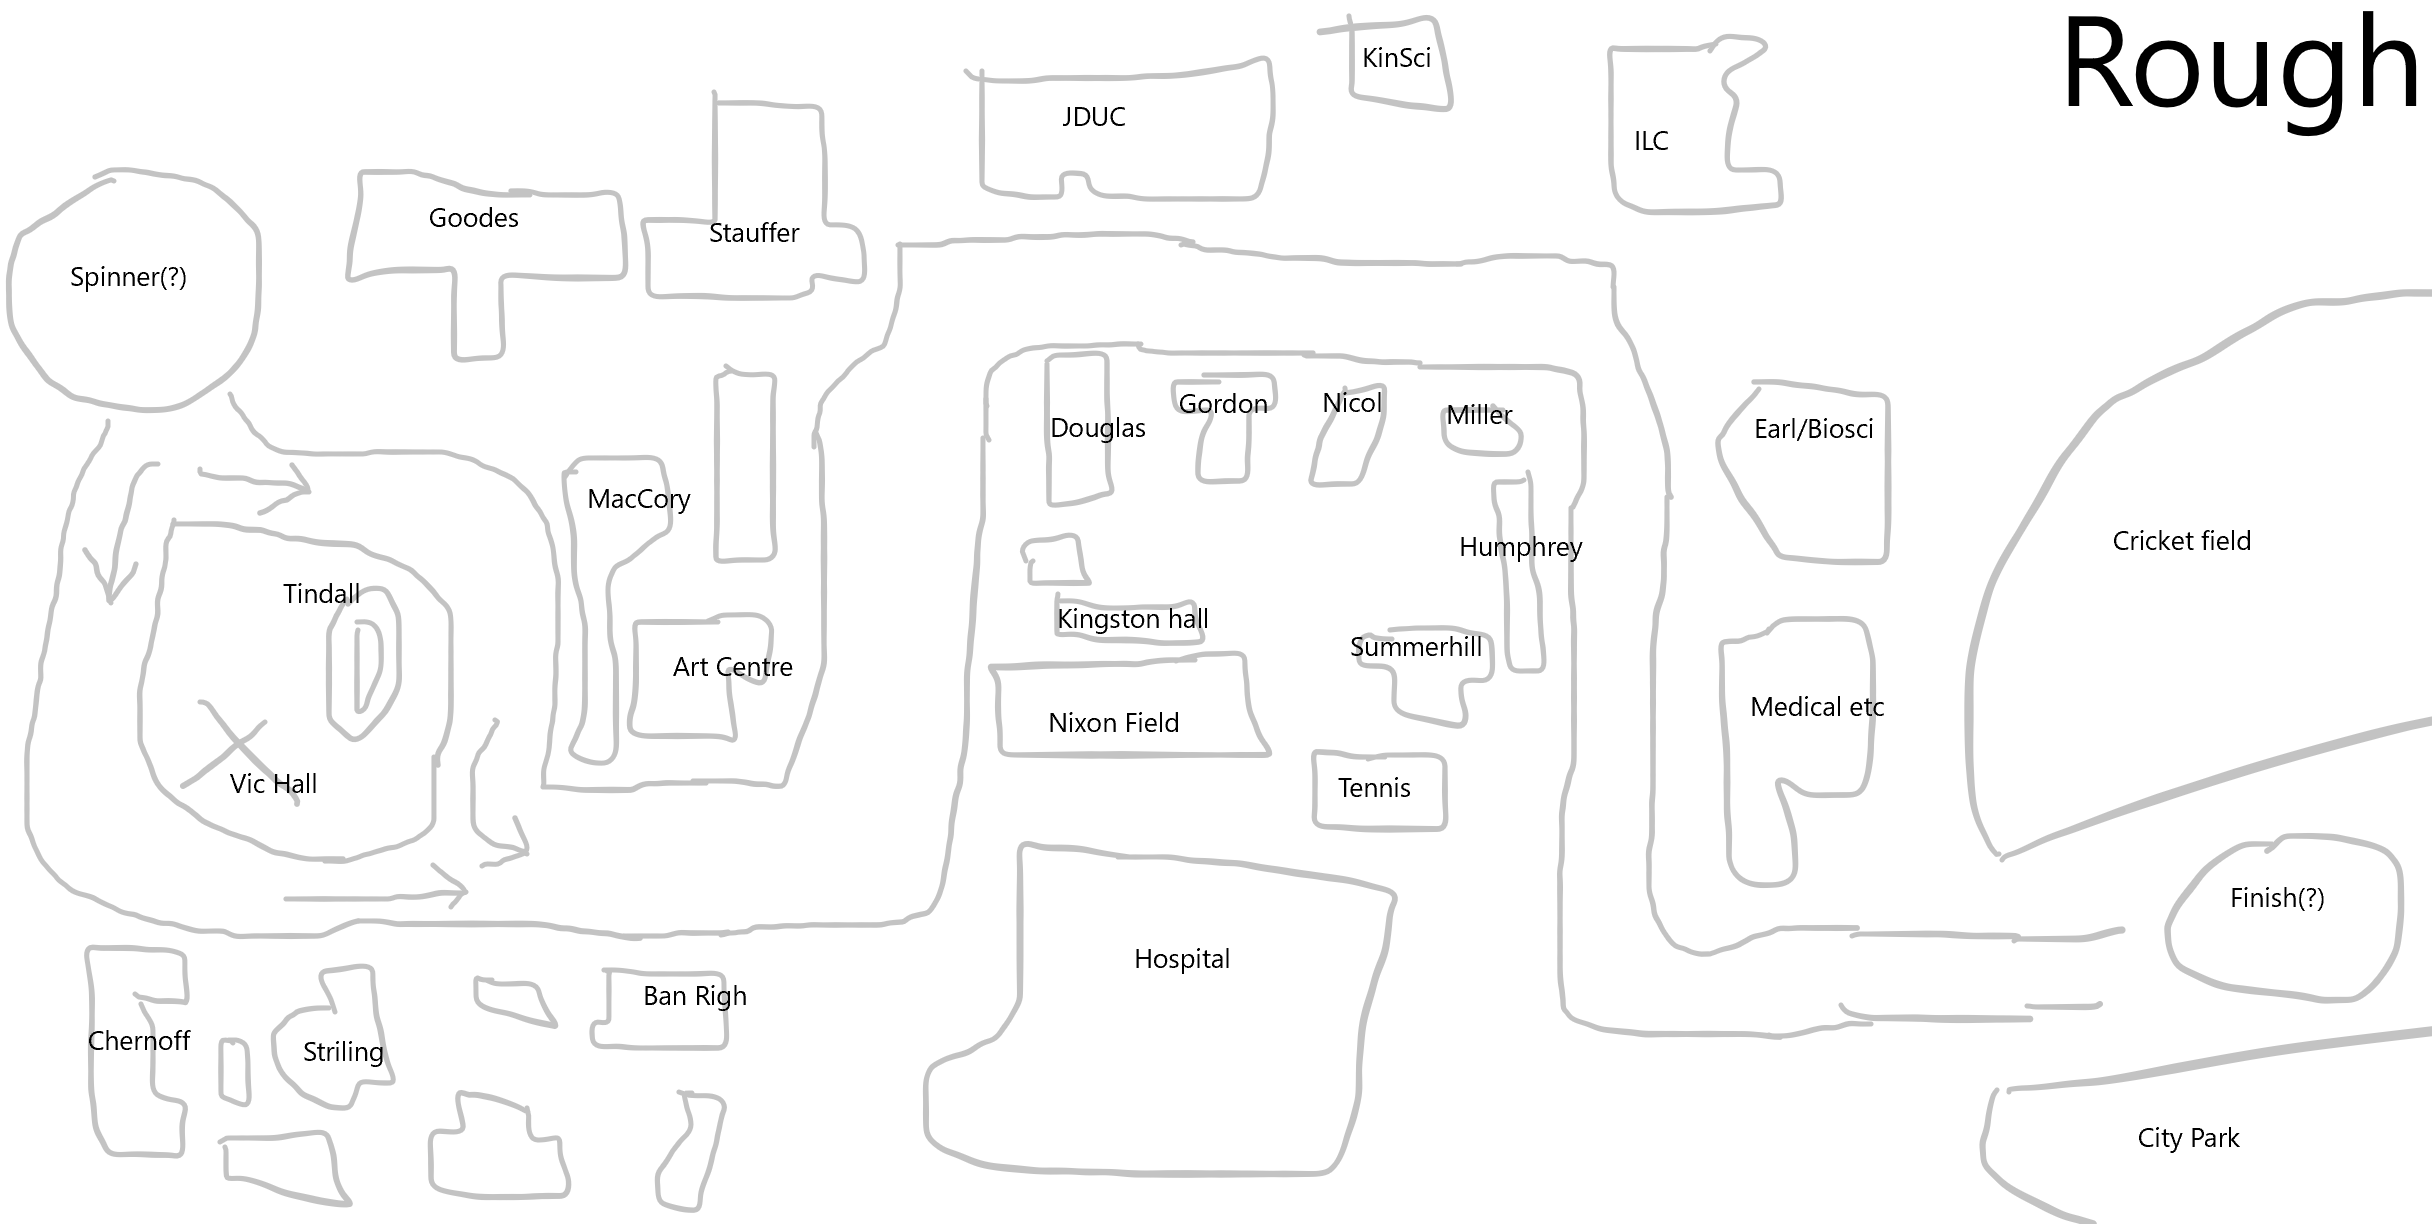 Rough
KinSci
JDUC
ILC
Goodes
Stauffer
Spinner(?)
Douglas
Gordon
Nicol
Miller
Earl/Biosci
MacCory
Humphrey
Cricket field
Tindall
Kingston hall
Summerhill
Art Centre
Medical etc
Nixon Field
Vic Hall
Tennis
Finish(?)
Hospital
Ban Righ
Chernoff
Striling
City Park